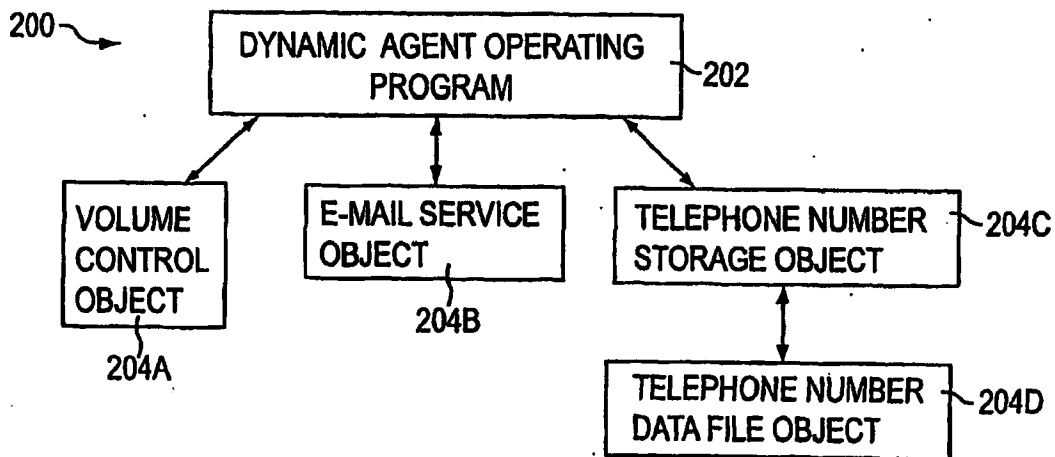 200
DYNAMIC AGENT OPERATING
PROGRAM
202
VOLUME
CONTROL
OBJECT
204A
E-MAIL SERVICE
OBJECT
204B
TELEPHONE NUMBER
STORAGE OBJECT
204C
TELEPHONE NUMBER
DATA FILE OBJECT
204D